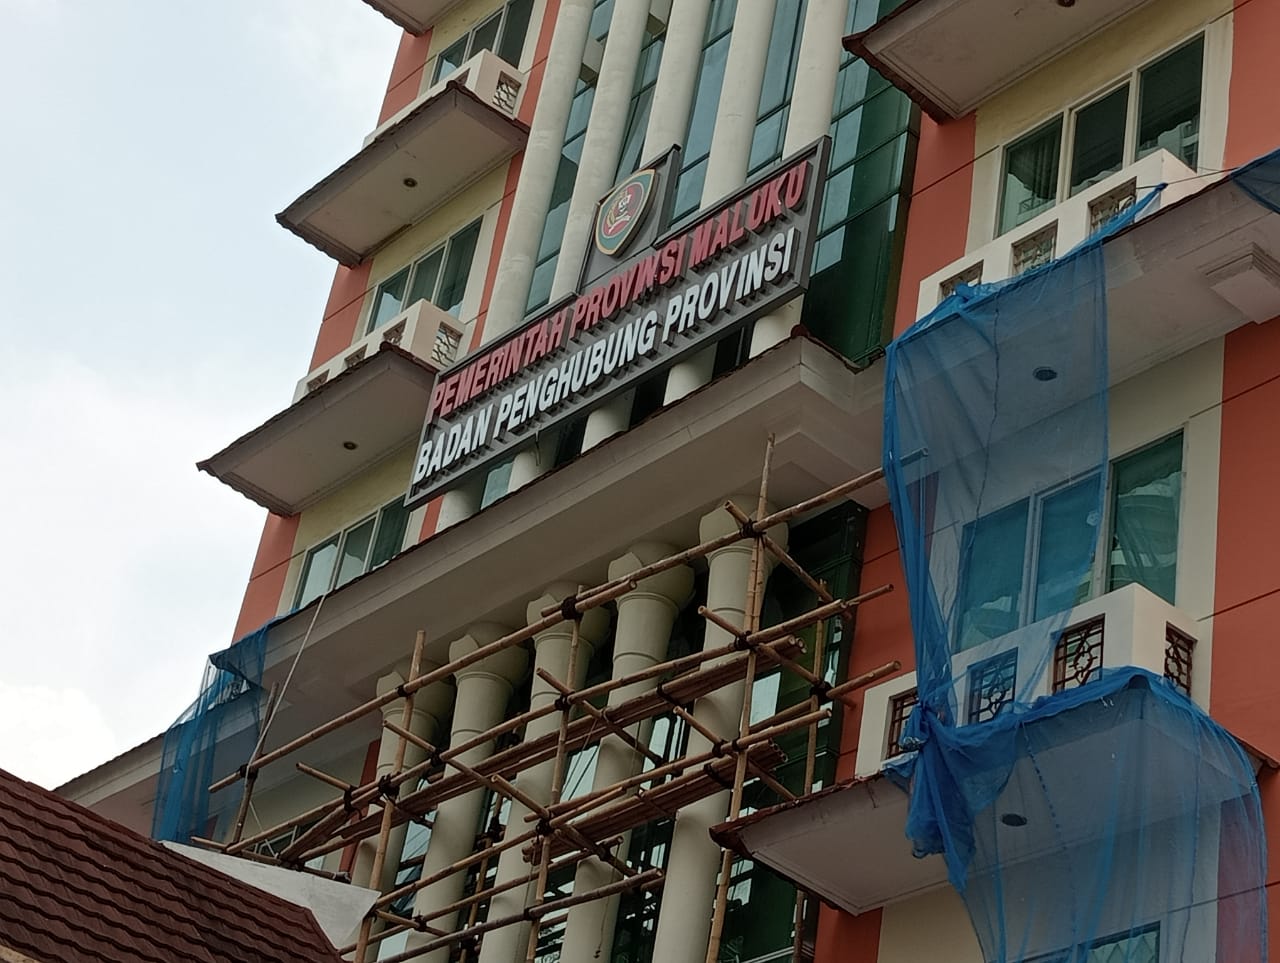 PEMERINTAH PROVINSI MALUKU
BADAN PENGHUBUNG PROVINSI